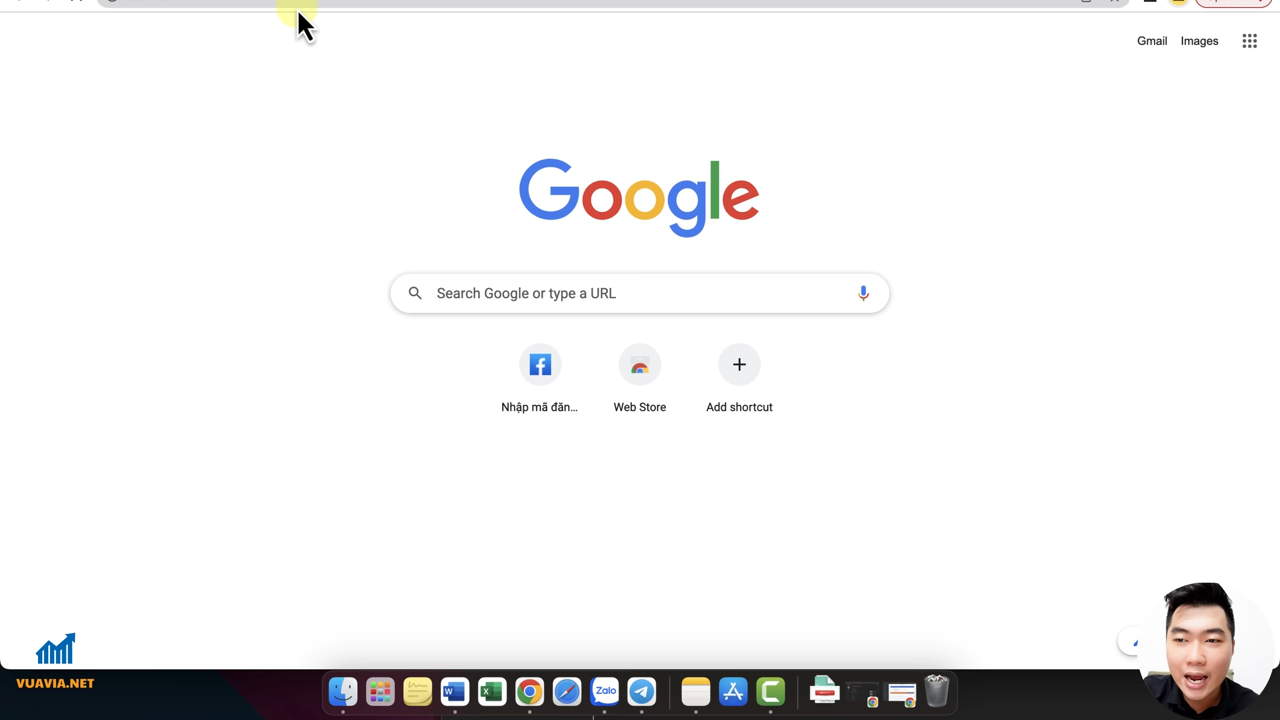 Gmail Images
Google
Search Google or type a URL
Nhập mã đăn... Web Store Add shortcut
VUAVIA.NET
Zalo